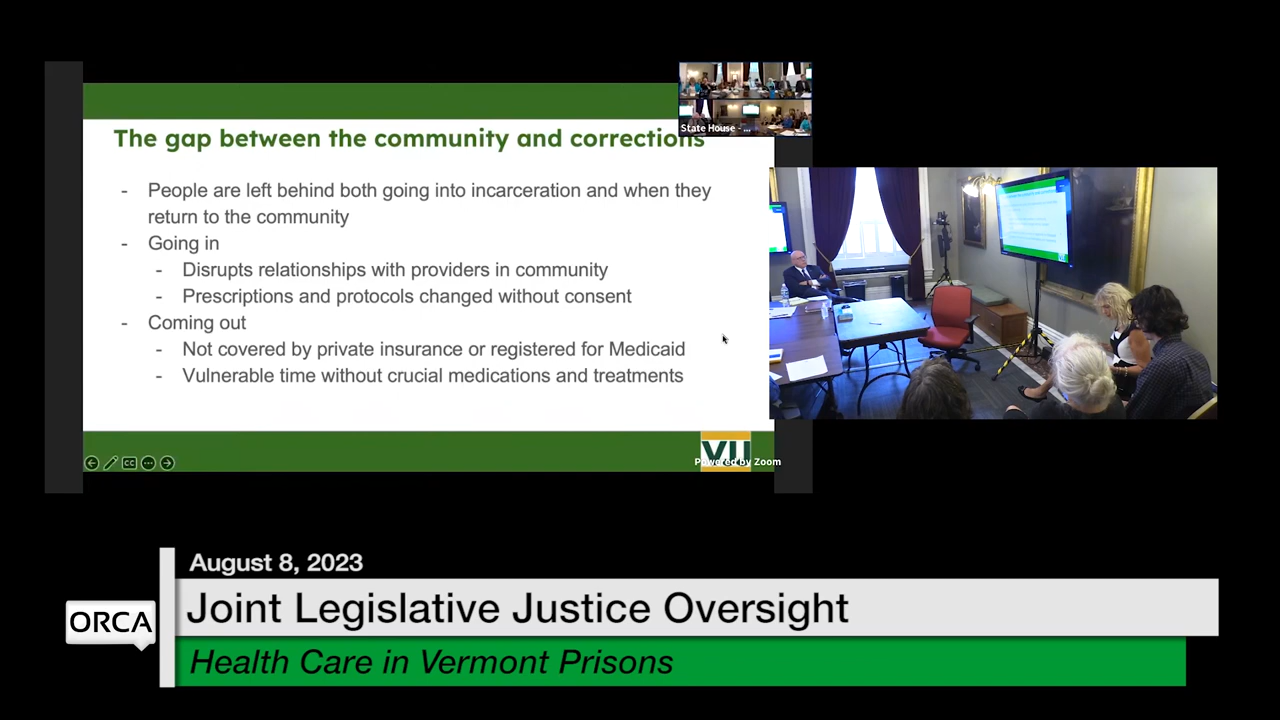 The gap between the community and corrections
- People are left behind both going into incarceration and when they
return to the community
- Going in
- Disrupts relationships with providers in community
- Prescriptions and protocols changed without consent
- Coming out
- Not covered by private insurance or registered for Medicaid
- Vulnerable time without crucial medications and treatments
State House - ...
CC
Powered by Zoom
August 8, 2023
ORCA
Joint Legislative Justice Oversight
Health Care in Vermont Prisons